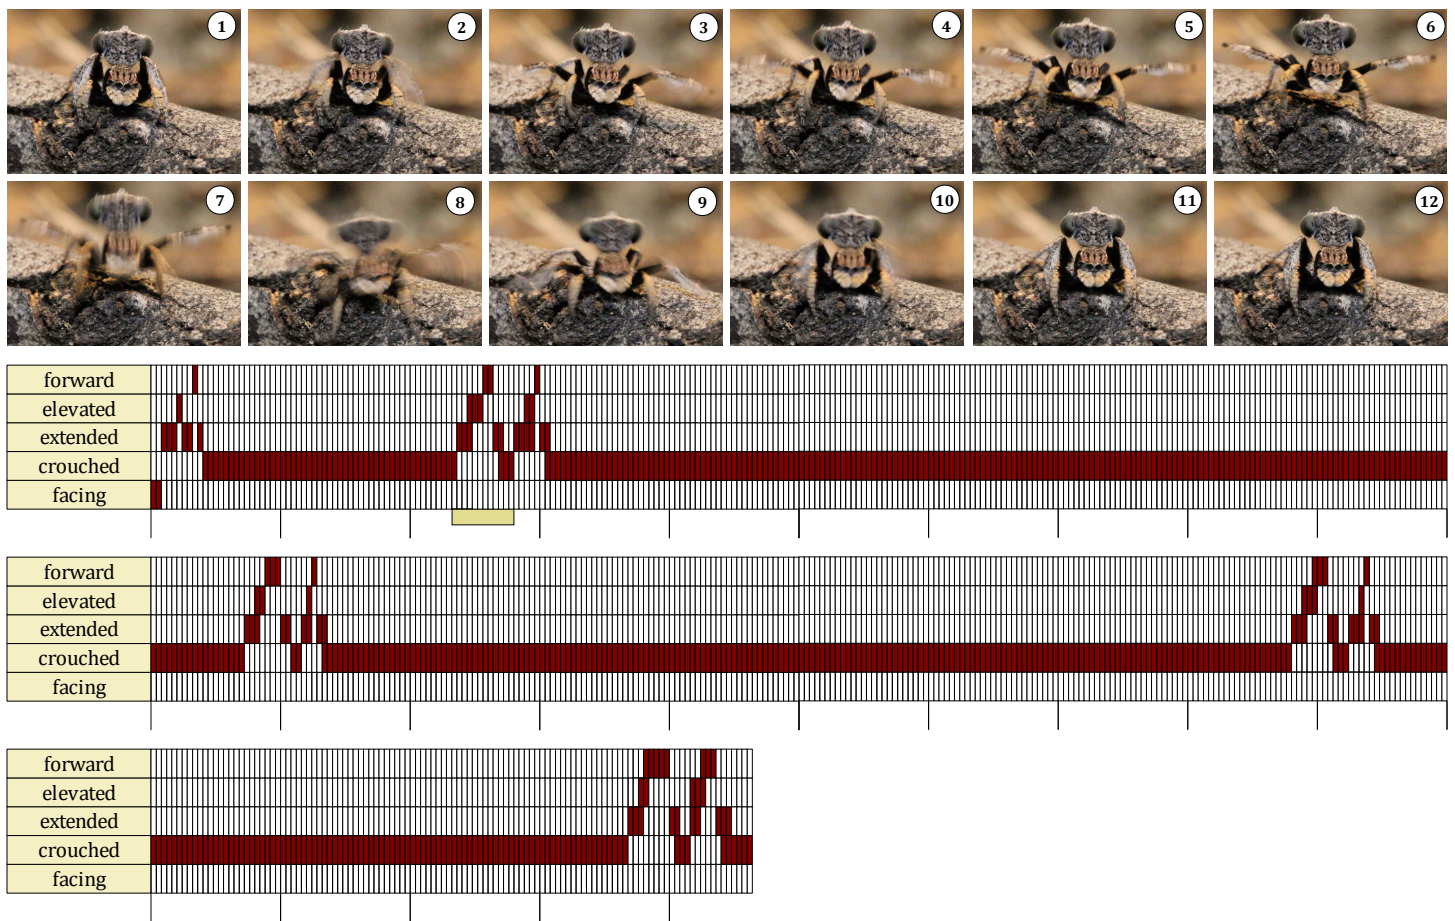 1 2 3 4 5 6
7 8 9 10 11 12
forward
elevated
extended
crouched
facing
forward
elevated
extended
crouched
facing
forward
elevated
extended
crouched
facing